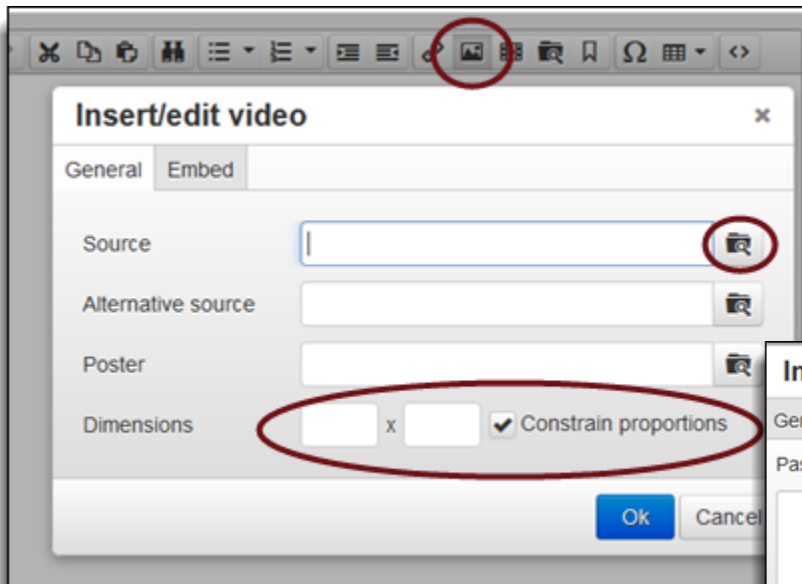 Insert/edit video ×
General Embed
Source
Alternative source
Poster
Dimensions x Constrain proportions
Ok Cancel
In
Ger
Pas